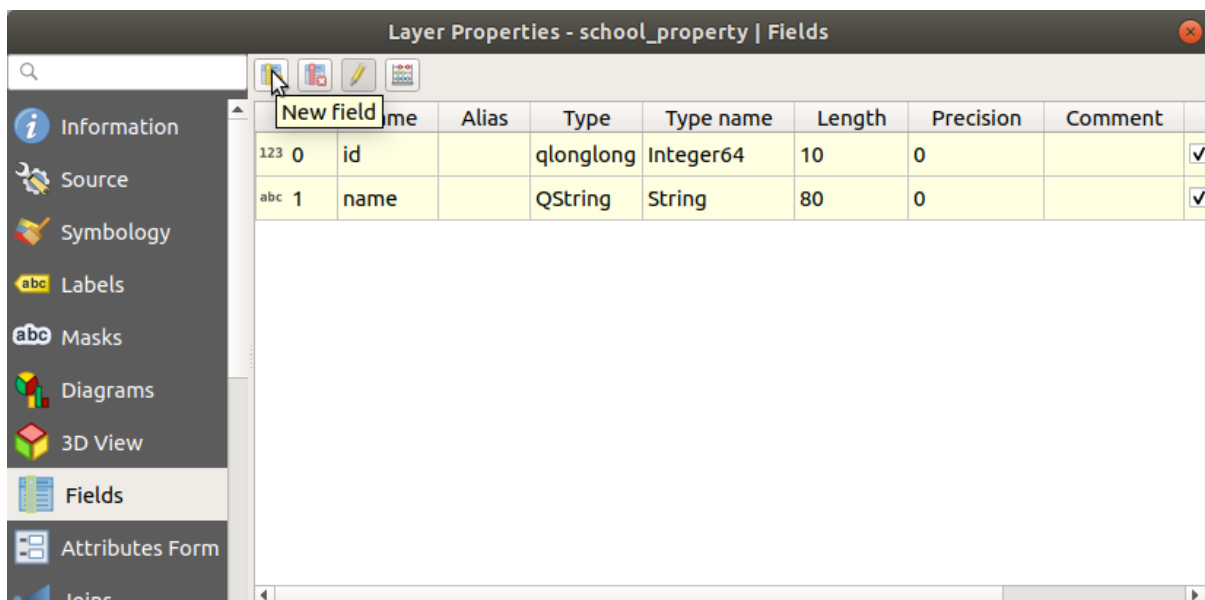 Layer Properties - school_property | Fields
New field
me Alias Type Type name Length Precision Comment
123 0 id qlonglong Integer64 10 0
abc 1 name QString String 80 0
Information
Source
Symbology
abc Labels
abc Masks
Diagrams
3D View
Fields
Attributes Form
Joins